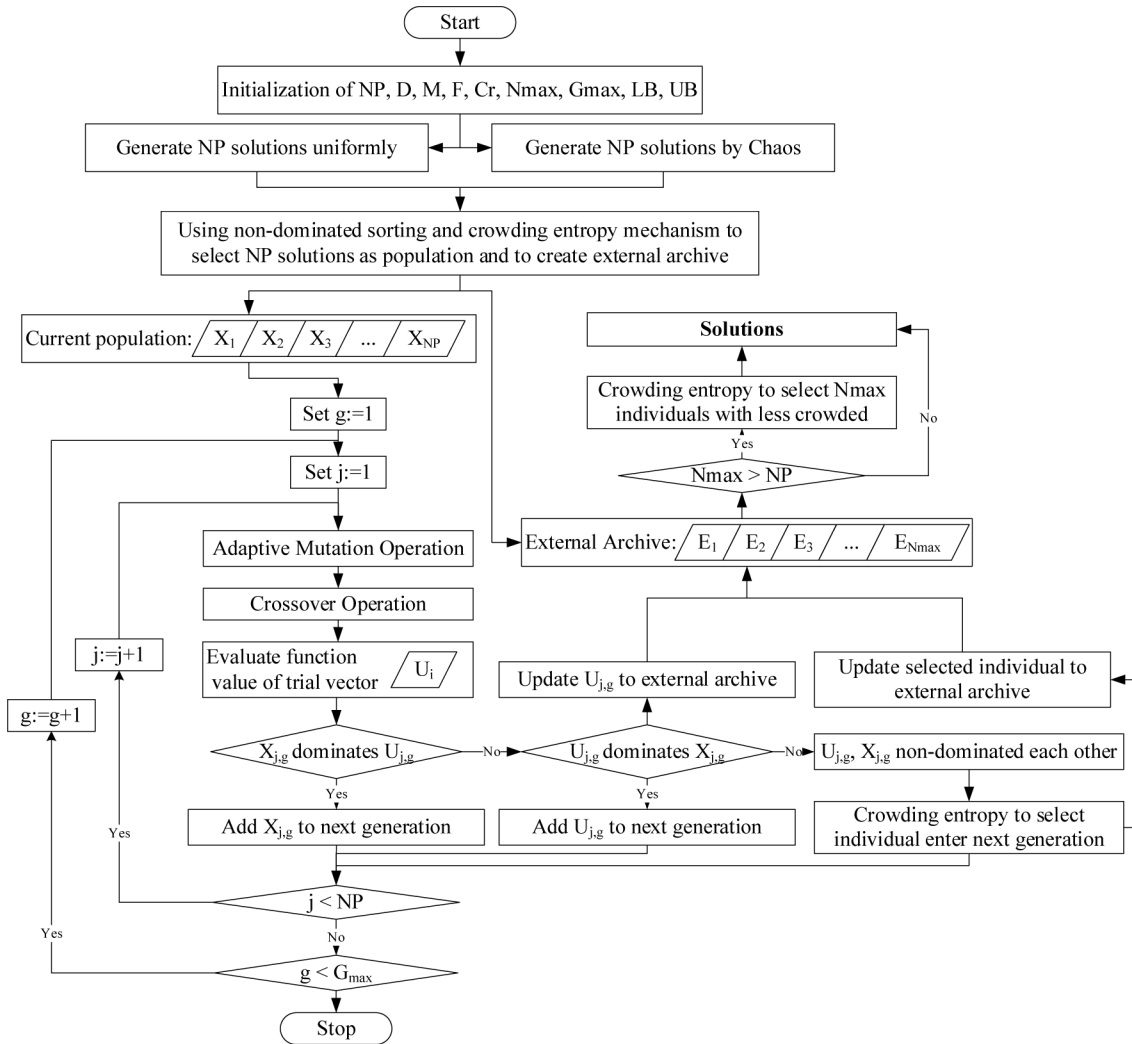 Start
Initialization of NP, D, M, F, Cr, Nmax, Gmax, LB, UB
Generate NP solutions uniformly
Generate NP solutions by Chaos
Using non-dominated sorting and crowding entropy mechanism to
select NP solutions as population and to create external archive
Current population: X1 X2 X3 ... XNP
Solutions
Crowding entropy to select Nmax
individuals with less crowded
No
Yes
Nmax > NP
Set g:=1
Set j:=1
External Archive: E1 E2 E3 ... ENmax
Adaptive Mutation Operation
Crossover Operation
Evaluate function
value of trial vector
Ui
j:=j+1
g:=g+1
Update Uj,g to external archive
Update selected individual to
external archive
Xj,g dominates Uj,g
No
Uj,g dominates Xj,g
No
Uj,g, Xj,g non-dominated each other
Yes
Yes
Add Xj,g to next generation
Add Uj,g to next generation
Crowding entropy to select
individual enter next generation
Yes
j < NP
Yes
No
g < Gmax
Stop